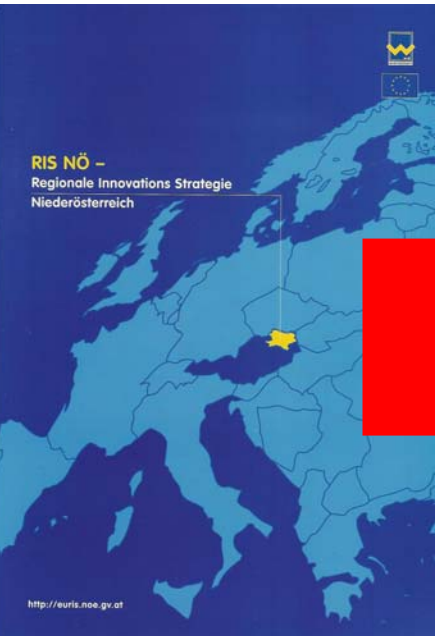 RIS NÖ –
Regionale Innovations Strategie
Niederösterreich
http://euris.noe.gv.at